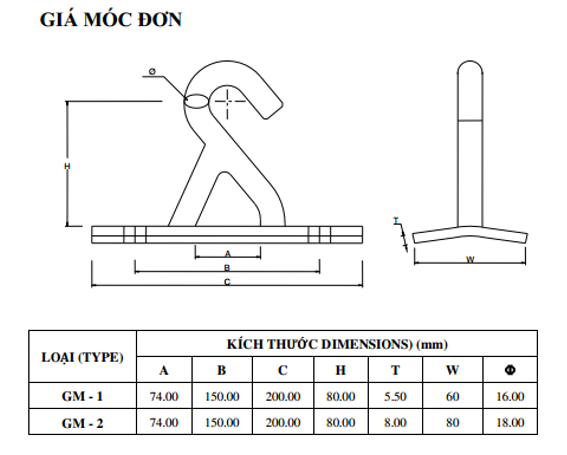 GIÁ MÓC ĐƠN
Ø
H
T
A
B
C
W
LOẠI (TYPE) KÍCH THƯỚC DIMENSIONS) (mm)
A B C H T W Φ
GM - 1 74.00 150.00 200.00 80.00 5.50 60 16.00
GM - 2 74.00 150.00 200.00 80.00 8.00 80 18.00